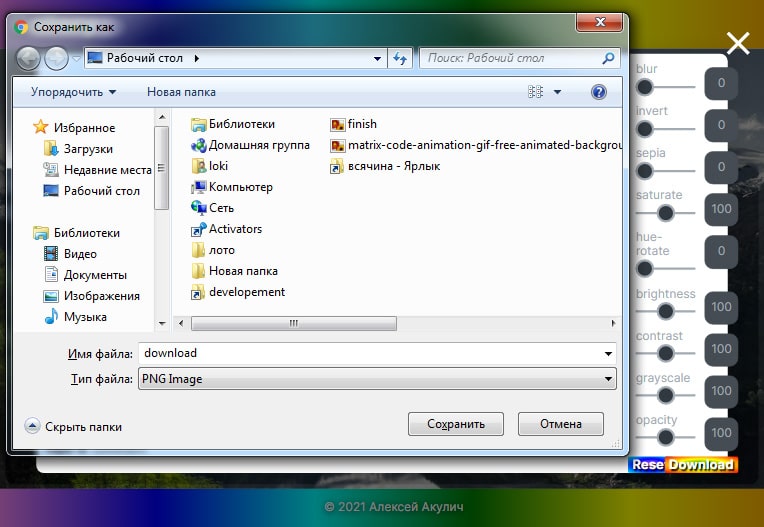 Сохранить как
Рабочий стол
Поиск: Рабочий стол
Упорядочить
Новая папка
Избранное
Загрузки
Недавние места
Рабочий стол
Библиотеки
Видео
Документы
Изображения
Музыка
Библиотеки
Домашняя группа
loki
Компьютер
Сеть
Activators
лото
Новая папка
developement
finish
matrix-code-animation-gif-free-animated-backgrou
всячина - Ярлык
Имя файла: download
Тип файла: PNG Image
Скрыть папки
Сохранить
Отмена
blur
0
invert
0
sepia
0
saturate
100
hue-
rotate
0
brightness
100
contrast
100
grayscale
100
opacity
100
Rese Download
© 2021 Алексей Акулич